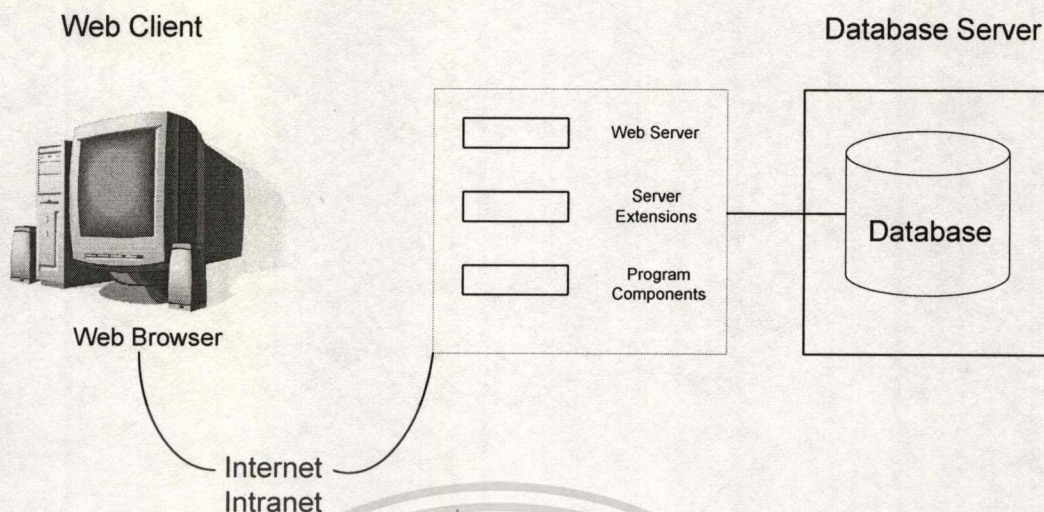 Web Client
Database Server
Web Server
Server
Extensions
Program
Components
Database
Web Browser
Internet
Intranet